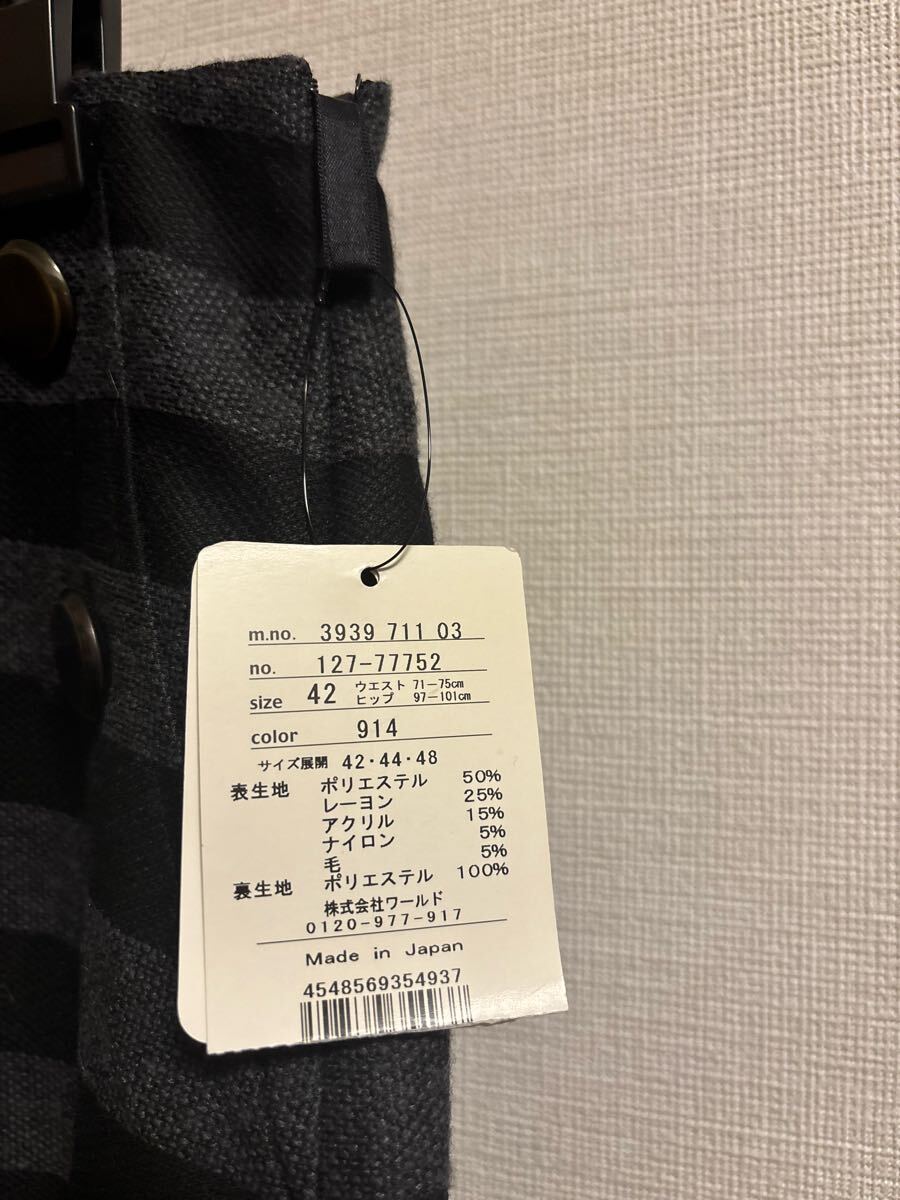 m.no. 3939 711 03
no. 127-77752
size 42 ウエスト 71-75cm
ヒップ 97-101cm
color 914
サイズ展開 42・44・48
表生地 ポリエステル 50%
レーヨン 25%
アクリル 15%
ナイロン 5%
毛 5%
裏生地 ポリエステル 100%
株式会社ワールド
0120-977-917
Made in Japan
4548569354937